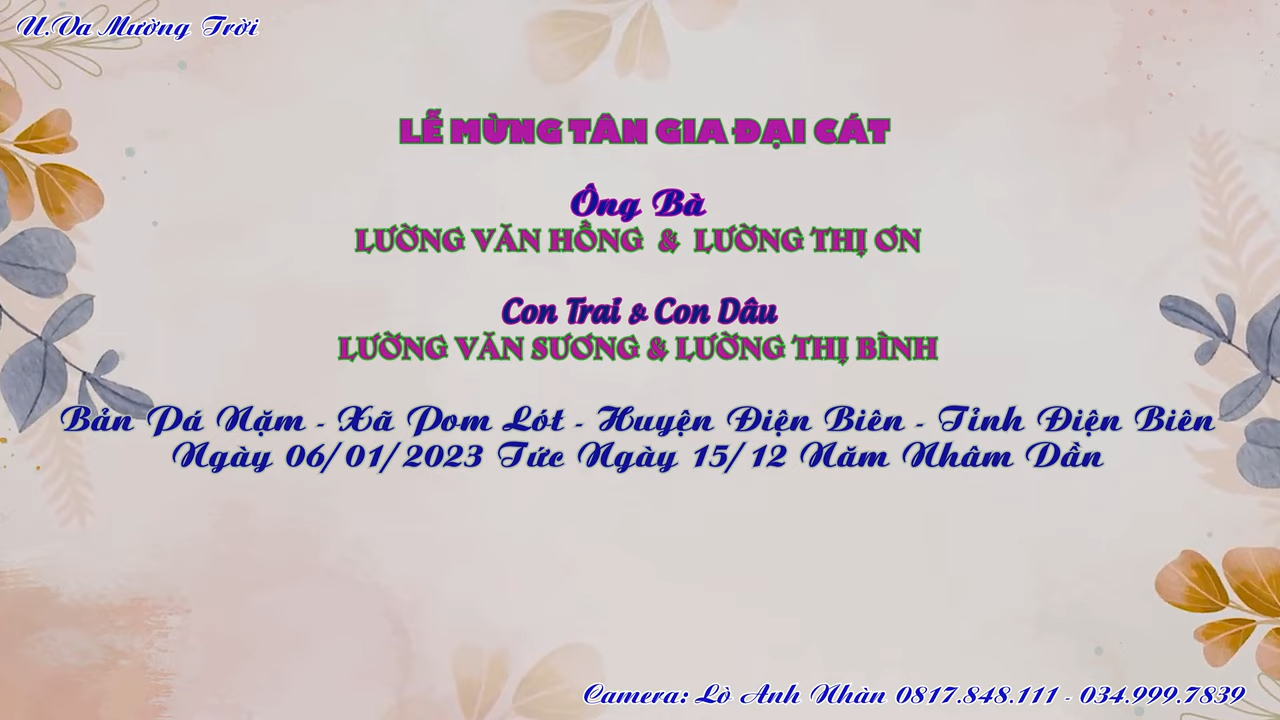 U.Va Mường Trời
LỄ MỪNG TÂN GIA ĐẠI CÁT
Ông Bà
LƯỜNG VĂN HỒNG & LƯỜNG THỊ ƠN
Con Trai & Con Dâu
LƯỜNG VĂN SƯƠNG & LƯỜNG THỊ BÌNH
Bản Pá Nặm - Xã Pom Lót - Huyện Điện Biên - Tỉnh Điện Biên
Ngày 06/01/2023 Tức Ngày 15/12 Năm Nhâm Dần
Camera: Lò Anh Nhàn 0817.848.111 - 034.999.7839